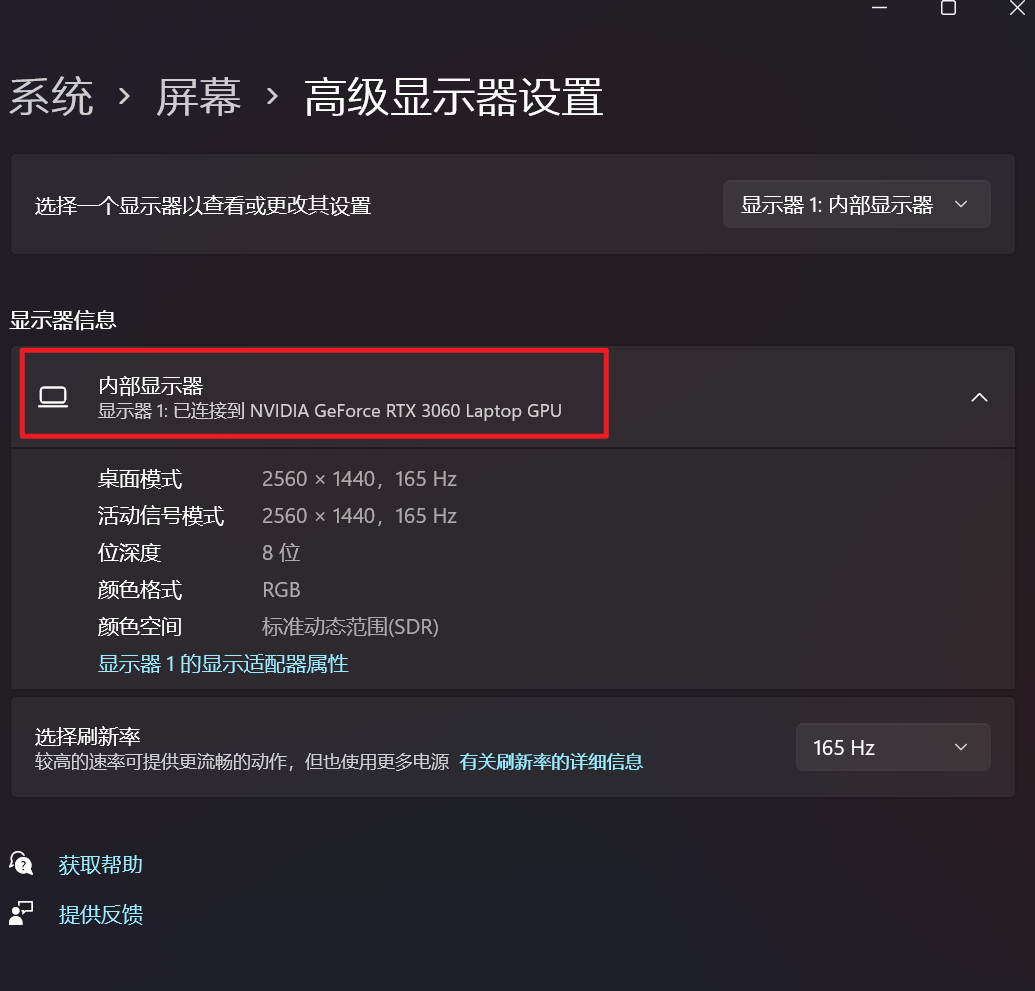 系统 › 屏幕 › 高级显示器设置
选择一个显示器以查看或更改其设置 显示器 1: 内部显示器
显示器信息
内部显示器
显示器 1: 已连接到 NVIDIA GeForce RTX 3060 Laptop GPU
桌面模式 2560 × 1440，165 Hz
活动信号模式 2560 × 1440，165 Hz
位深度 8 位
颜色格式 RGB
颜色空间 标准动态范围(SDR)
显示器 1 的显示适配器属性
选择刷新率 165 Hz
较高的速率可提供更流畅的动作，但也使用更多电源 有关刷新率的详细信息
获取帮助
提供反馈